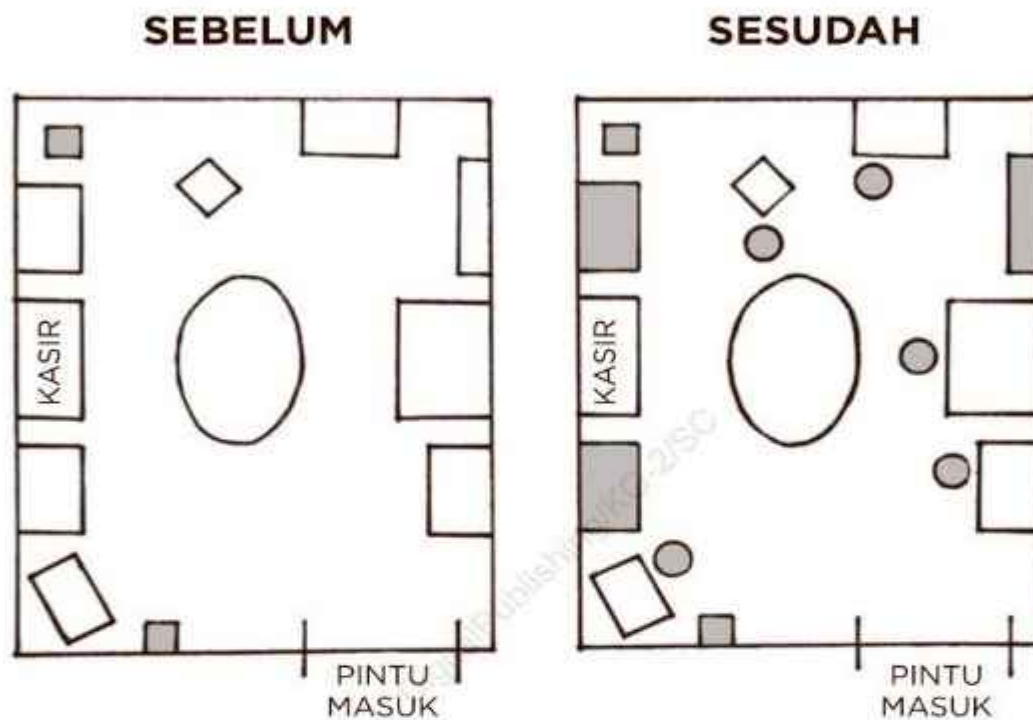 SEBELUM
SESUDAH
KASIR
KASIR
PINTU
MASUK
PINTU
MASUK